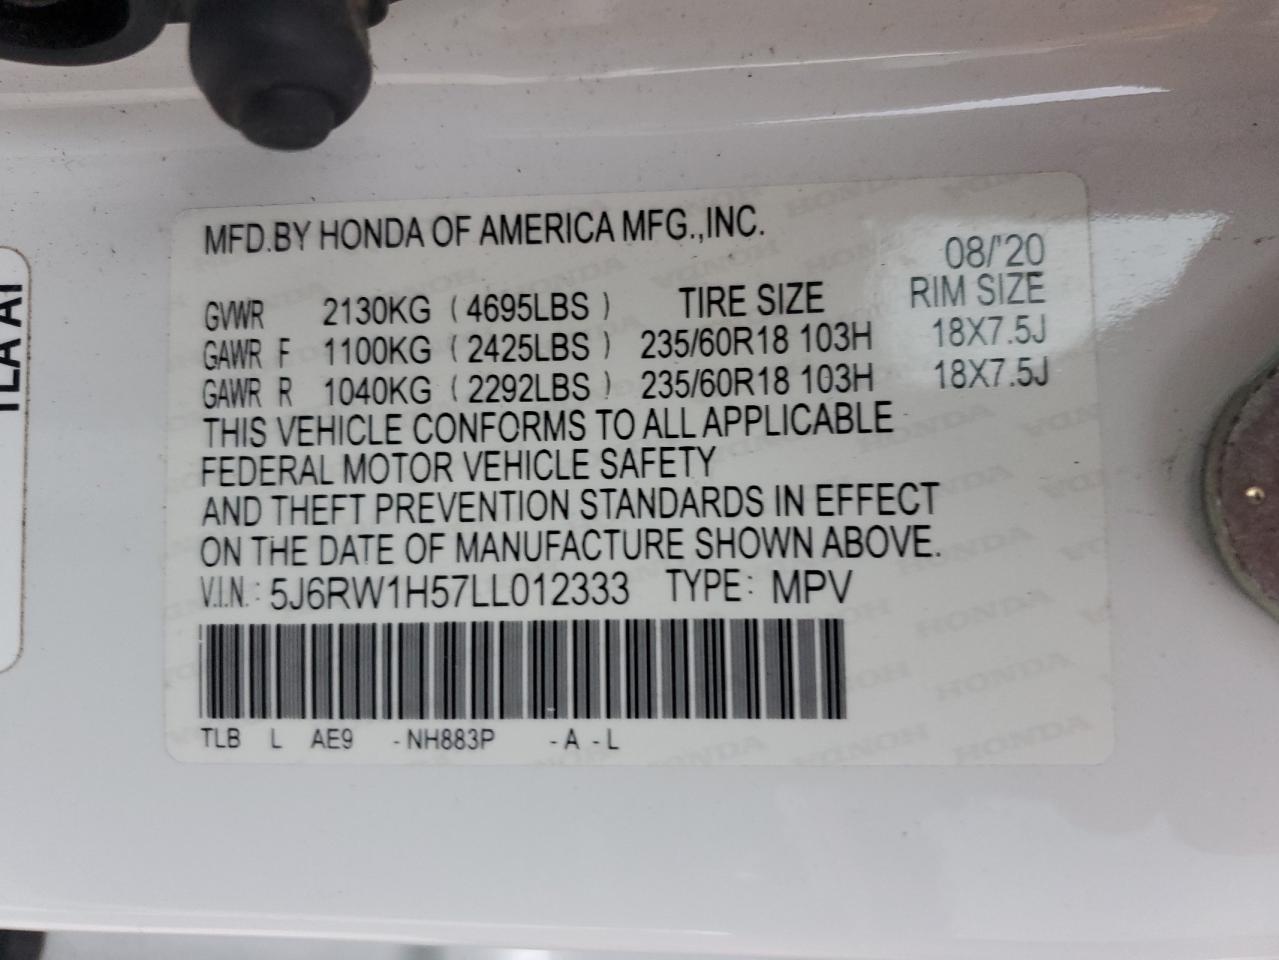 MFD.BY HONDA OF AMERICA MFG.,INC.
08/'20
GVWR 2130KG ( 4695LBS ) TIRE SIZE RIM SIZE
GAWR F 1100KG ( 2425LBS ) 235/60R18 103H 18X7.5J
GAWR R 1040KG ( 2292LBS ) 235/60R18 103H 18X7.5J
THIS VEHICLE CONFORMS TO ALL APPLICABLE
FEDERAL MOTOR VEHICLE SAFETY
AND THEFT PREVENTION STANDARDS IN EFFECT
ON THE DATE OF MANUFACTURE SHOWN ABOVE.
V.I.N.: 5J6RW1H57LL012333 TYPE: MPV
TLB L AE9 -NH883P -A -L